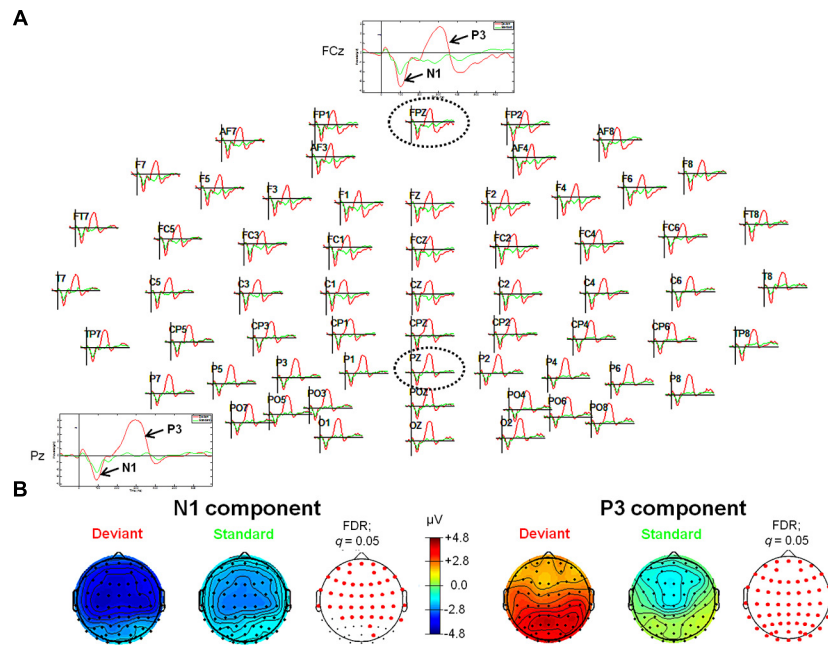 A
FCz
P3
N1
FP1
FPZ
FP2
AF7
AF3
AF4
AF8
F7
F5
F3
F1
FZ
F2
F4
F6
F8
FT7
FC5
FC3
FC1
FCZ
FC2
FC4
FC6
FT8
T7
C5
C3
C1
CZ
C2
C4
C6
T8
TP7
CP5
CP3
CP1
CPZ
CP2
CP4
CP6
TP8
P7
P5
P3
P1
PZ
P2
P4
P6
P8
PO7
PO5
PO3
POZ
PO4
PO6
PO8
O1
OZ
O2
Pz
P3
N1
B
N1 component
P3 component
Deviant
Standard
FDR;
q = 0.05
µV
+4.8
+2.8
0.0
-2.8
-4.8
Deviant
Standard
FDR;
q = 0.05